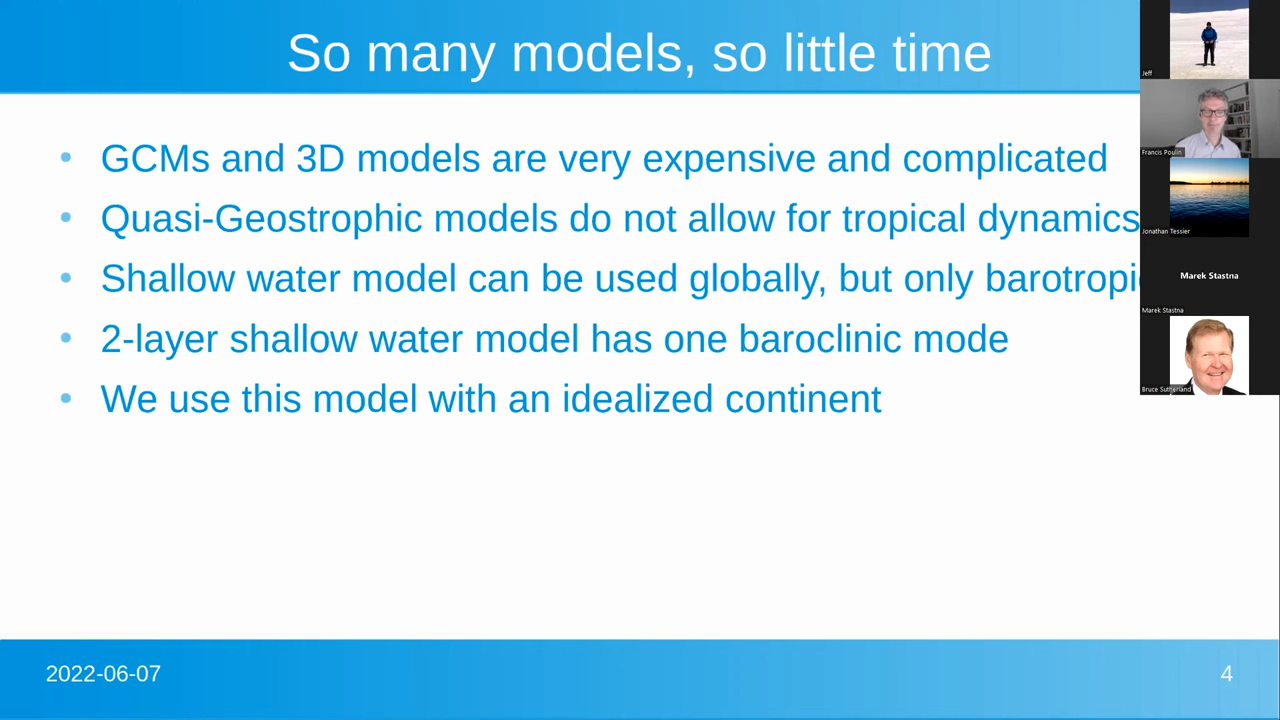 So many models, so little time
GCMs and 3D models are very expensive and complicated
Quasi-Geostrophic models do not allow for tropical dynamics
Shallow water model can be used globally, but only barotropi
2-layer shallow water model has one baroclinic mode
We use this model with an idealized continent
2022-06-07
4
Jeff
Francis Poulin
Jonathan Tessier
Marek Stastna
Marek Stastna
Bruce Sutherland